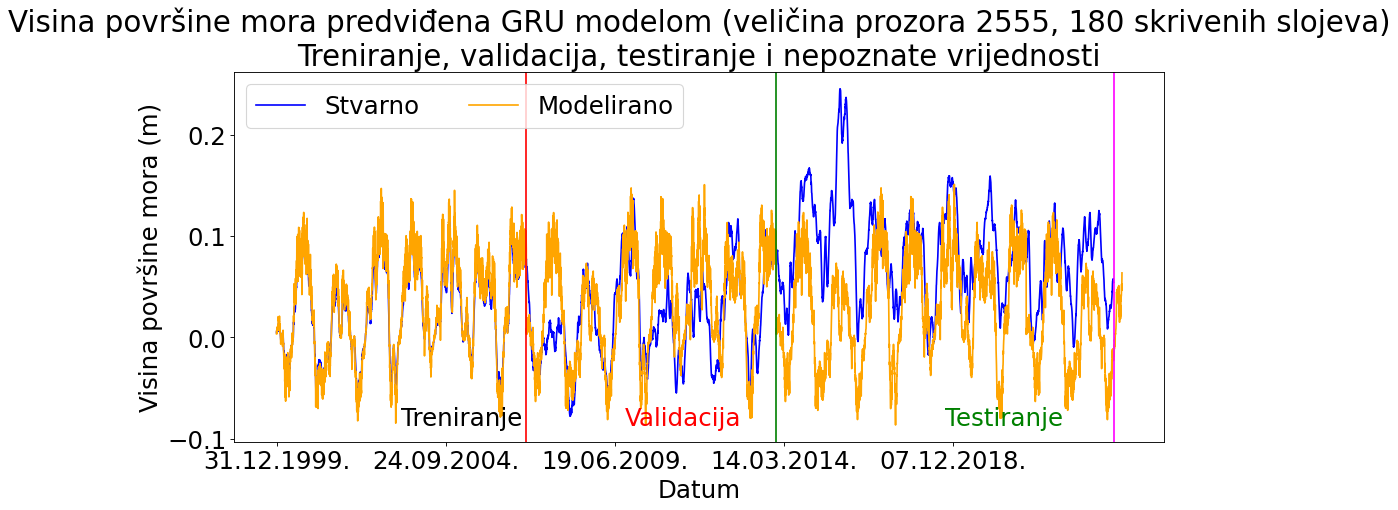 Visina površine mora predviđena GRU modelom (veličina prozora 2555, 180 skrivenih slojeva)
Treniranje, validacija, testiranje i nepoznate vrijednosti
Stvarno
Modelirano
Visina površine mora (m)
0.2
0.1
0.0
−0.1
Treniranje
Validacija
Testiranje
31.12.1999.
24.09.2004.
19.06.2009.
14.03.2014.
07.12.2018.
Datum